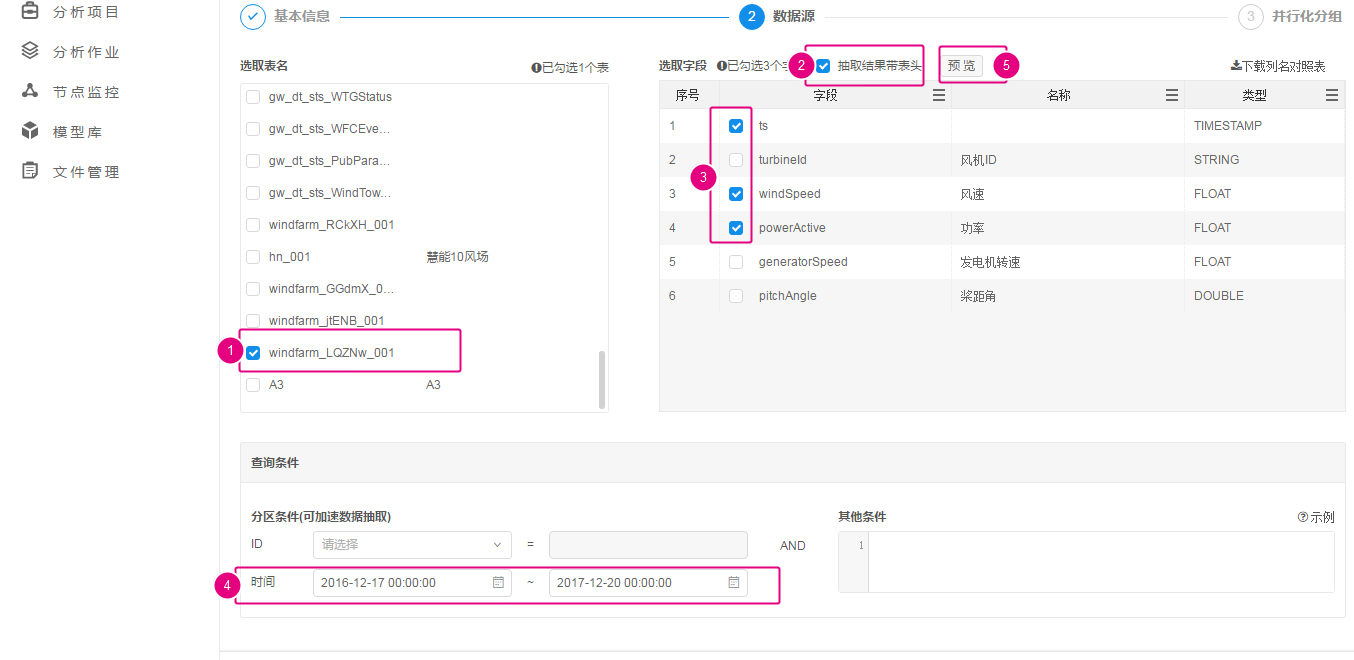 分析项目
分析作业
节点监控
模型库
文件管理
基本信息
2 数据源
3 并行化分组
选取表名
已勾选1个表
gw_dt_sts_WTGStatus
gw_dt_sts_WFCEve...
gw_dt_sts_PubPara...
gw_dt_sts_WindTow...
windfarm_RCkXH_001
hn_001 慧能10风场
windfarm_GGdmX_0...
windfarm_jtENB_001
1 windfarm_LQZNw_001
A3 A3
选取字段 已勾选3个 2 抽取结果带表头 预 览 5 下载列名对照表
序号 字段 名称 类型
1 ts TIMESTAMP
2 turbineId 风机ID STRING
3
3 windSpeed 风速 FLOAT
4 powerActive 功率 FLOAT
5 generatorSpeed 发电机转速 FLOAT
6 pitchAngle 桨距角 DOUBLE
查询条件
分区条件(可加速数据抽取)
ID 请选择 = AND
4 时间 2016-12-17 00:00:00 ~ 2017-12-20 00:00:00
其他条件 示例
1